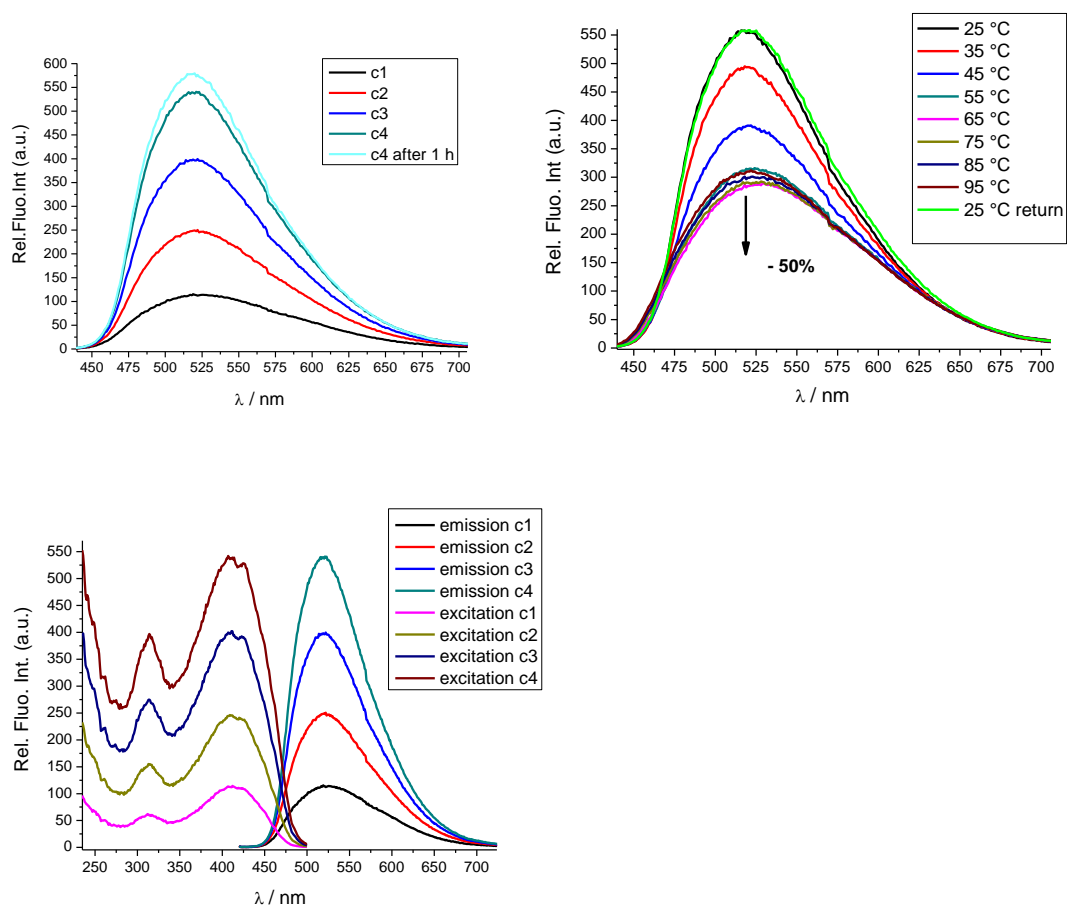 Rel.Fluo.Int (a.u.)
600
550
500
450
400
350
300
250
200
150
100
50
0
450 475 500 525 550 575 600 625 650 675 700
λ / nm
c1
c2
c3
c4
c4 after 1 h
Rel. Fluo. Int (a.u.)
550
500
450
400
350
300
250
200
150
100
50
0
450 475 500 525 550 575 600 625 650 675 700
λ / nm
- 50%
25 °C
35 °C
45 °C
55 °C
65 °C
75 °C
85 °C
95 °C
25 °C return
Rel. Fluo. Int. (a.u.)
550
500
450
400
350
300
250
200
150
100
50
0
250 300 350 400 450 500 550 600 650 700
λ / nm
emission c1
emission c2
emission c3
emission c4
excitation c1
excitation c2
excitation c3
excitation c4